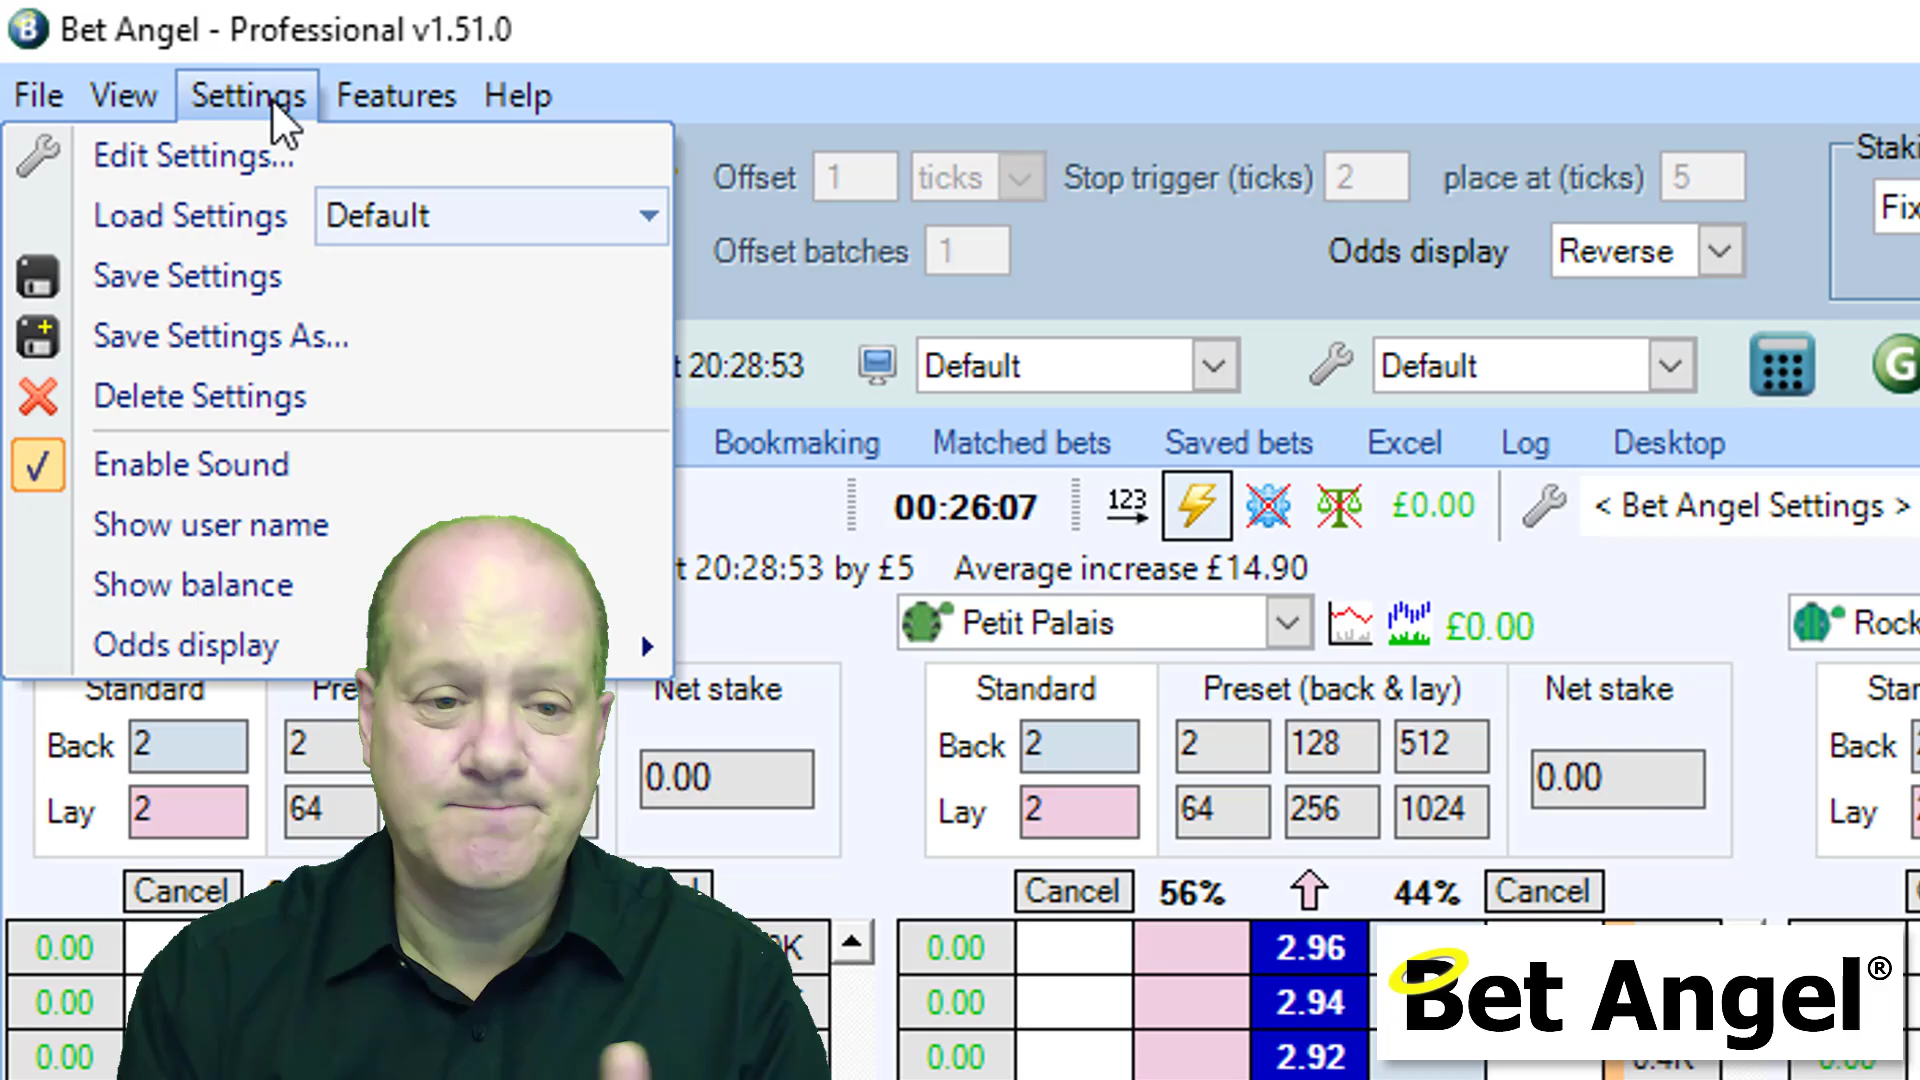 Bet Angel - Professional v1.51.0
File View Settings Features Help
Edit Settings...
Load Settings Default
Save Settings
Save Settings As...
Delete Settings
Enable Sound
Show user name
Show balance
Odds display
Offset 1 ticks Stop trigger (ticks) 2 place at (ticks) 5
Offset batches 1 Odds display Reverse
Staki
Fix
t 20:28:53 Default Default G
Bookmaking Matched bets Saved bets Excel Log Desktop
00:26:07 123 £0.00 < Bet Angel Settings >
t 20:28:53 by £5 Average increase £14.90
Petit Palais £0.00 Rock
Standard Pre Net stake Standard Preset (back & lay) Net stake Star
Back 2 2 0.00 Back 2 2 128 512 0.00 Back
Lay 2 64 Lay 2 64 256 1024 Lay
Cancel Cancel 56% 44% Cancel
0.00 0.00 2.96
0.00 0.00 2.94
0.00 0.00 2.92
Bet Angel®